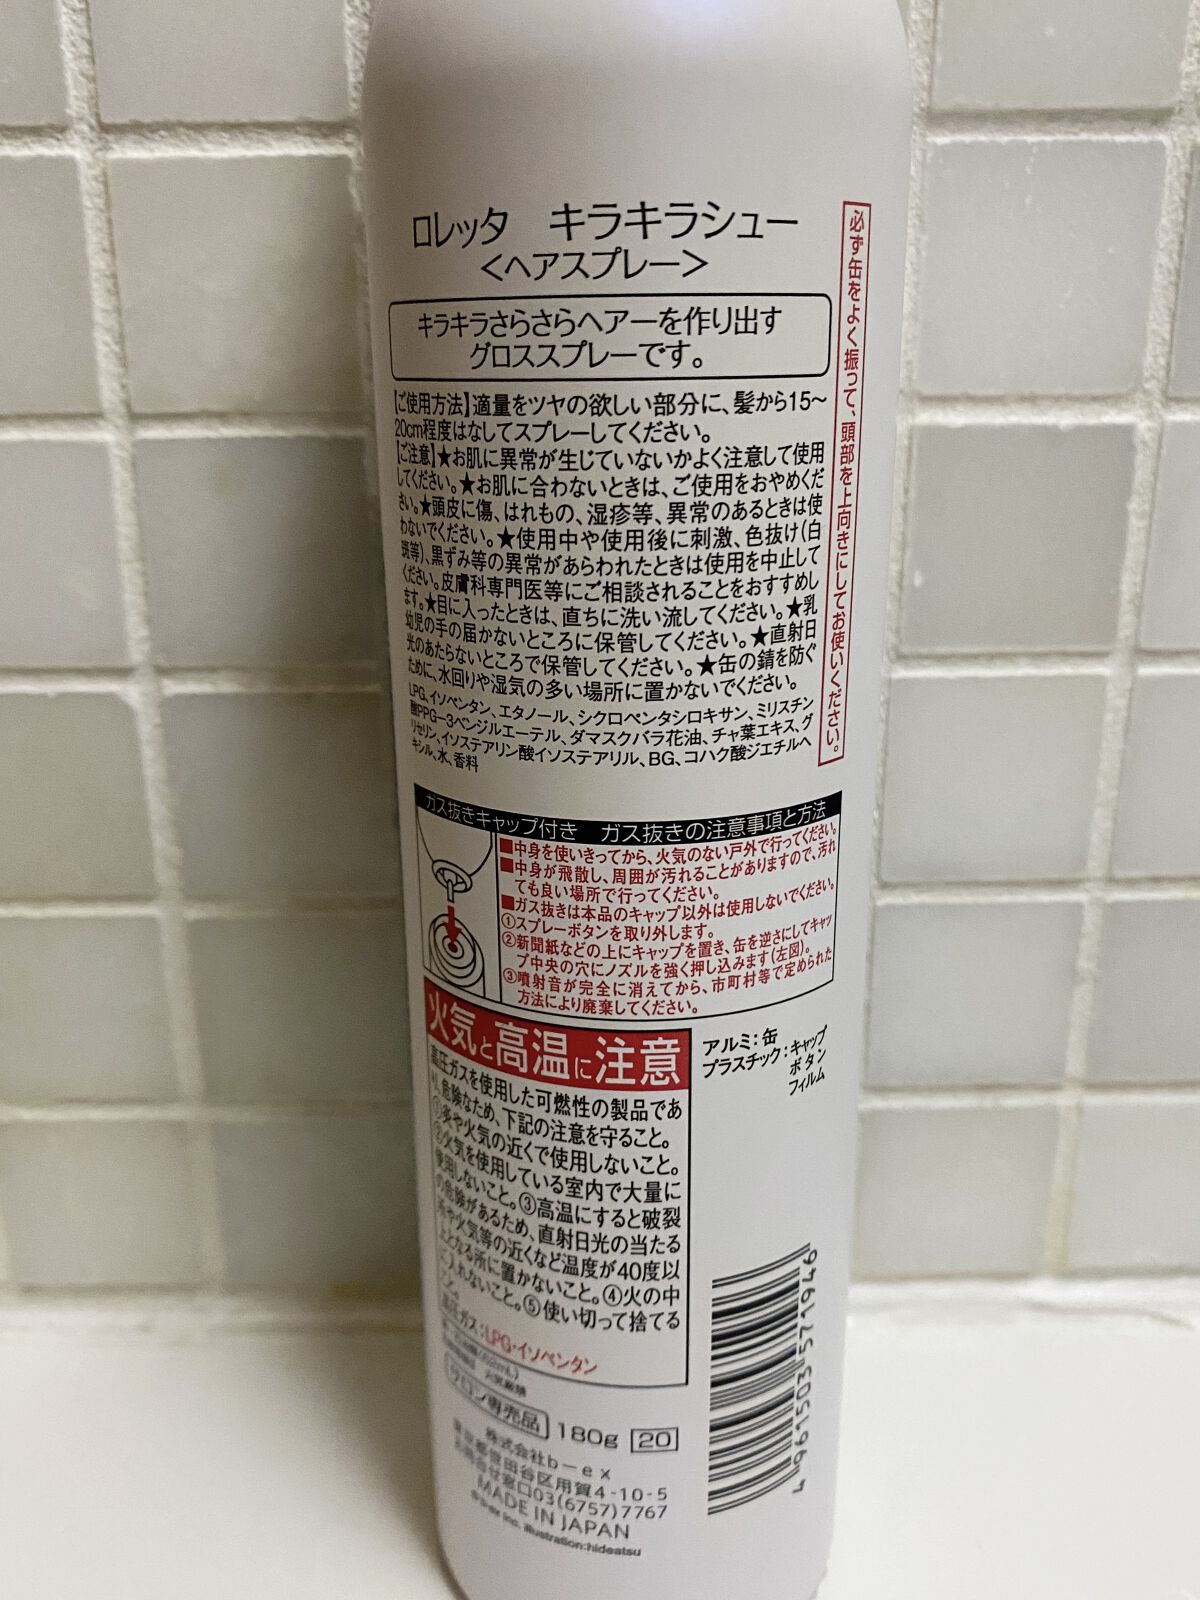 ロレッタ　キラキラシュー
＜ヘアスプレー＞
キラキラさらさらヘアーを作り出す
グロススプレーです。
必ず缶をよく振って、頭部を上向きにしてお使いください。
【ご使用方法】適量をツヤの欲しい部分に、髪から15〜
20cm程度はなしてスプレーしてください。
【ご注意】★お肌に異常が生じていないかよく注意して使用
してください。★お肌に合わないときは、ご使用をおやめくだ
さい。★頭皮に傷、はれもの、湿疹等、異常のあるときは使
わないでください。★使用中や使用後に刺激、色抜け(白
斑等)、黒ずみ等の異常があらわれたときは使用を中止して
ください。皮膚科専門医等にご相談されることをおすすめし
ます。★目に入ったときは、直ちに洗い流してください。★乳
幼児の手の届かないところに保管してください。★直射日
光のあたらないところで保管してください。★缶の錆を防ぐ
ために、水回りや湿気の多い場所に置かないでください。
LPG、イソペンタン、エタノール、シクロペンタシロキサン、ミリスチン
酸PPG－3ベンジルエーテル、ダマスクバラ花油、チャ葉エキス、グ
リセリン、イソステアリン酸イソステアリル、BG、コハク酸ジエチルヘ
キシル、水、香料
ガス抜きキャップ付き　ガス抜きの注意事項と方法
■中身を使いきってから、火気のない戸外で行ってください。
■中身が飛散し、周囲が汚れることがありますので、汚れ
ても良い場所で行ってください。
■ガス抜きは本品のキャップ以外は使用しないでください。
①スプレーボタンを取り外します。
②新聞紙などの上にキャップを置き、缶を逆さにしてキャッ
プ中央の穴にノズルを強く押し込みます(左図)。
③噴射音が完全に消えてから、市町村等で定められた
方法により廃棄してください。
火気と高温に注意
高圧ガスを使用した可燃性の製品であ
り、危険なため、下記の注意を守ること。
①炎や火気の近くで使用しないこと。
②火気を使用している室内で大量に
使用しないこと。③高温にすると破裂
の危険があるため、直射日光の当たる
所や火気等の近くなど温度が40度以
上となる所に置かないこと。④火の中
に入れないこと。⑤使い切って捨てる
こと。
高圧ガス：LPG・イソペンタン
火気厳禁
アルミ：缶
プラスチック：キャップ
ボタン
フィルム
サロン専売品 180g 20
株式会社b－ex
東京都世田谷区用賀4-10-5
お問合せ窓口03(6757)7767
MADE IN JAPAN
©b-ex inc. illustration:hideatsu
4961503571946